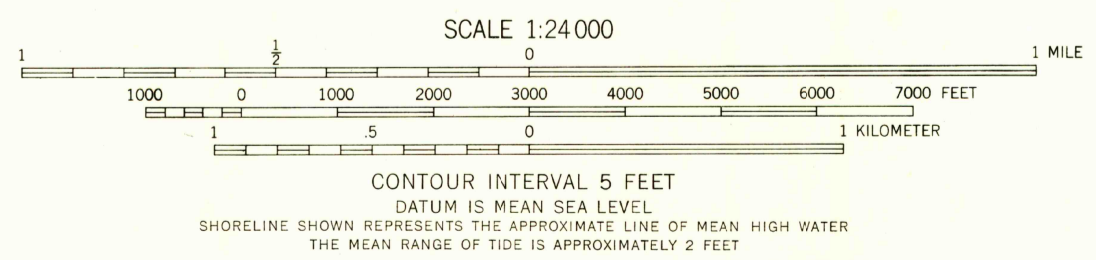 SCALE 1:24 000
1 ½ 0 1 MILE
1000 0 1000 2000 3000 4000 5000 6000 7000 FEET
1 .5 0 1 KILOMETER
CONTOUR INTERVAL 5 FEET
DATUM IS MEAN SEA LEVEL
SHORELINE SHOWN REPRESENTS THE APPROXIMATE LINE OF MEAN HIGH WATER
THE MEAN RANGE OF TIDE IS APPROXIMATELY 2 FEET